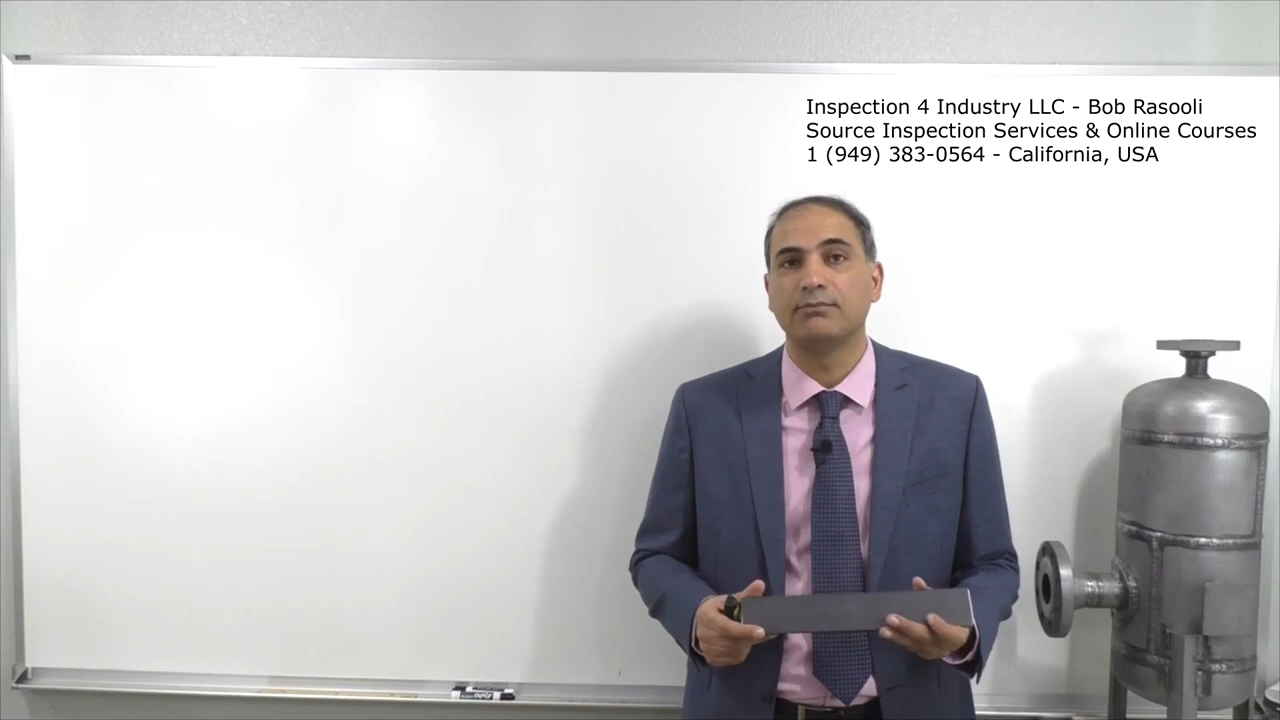 Inspection 4 Industry LLC - Bob Rasooli
Source Inspection Services & Online Courses
1 (949) 383-0564 - California, USA